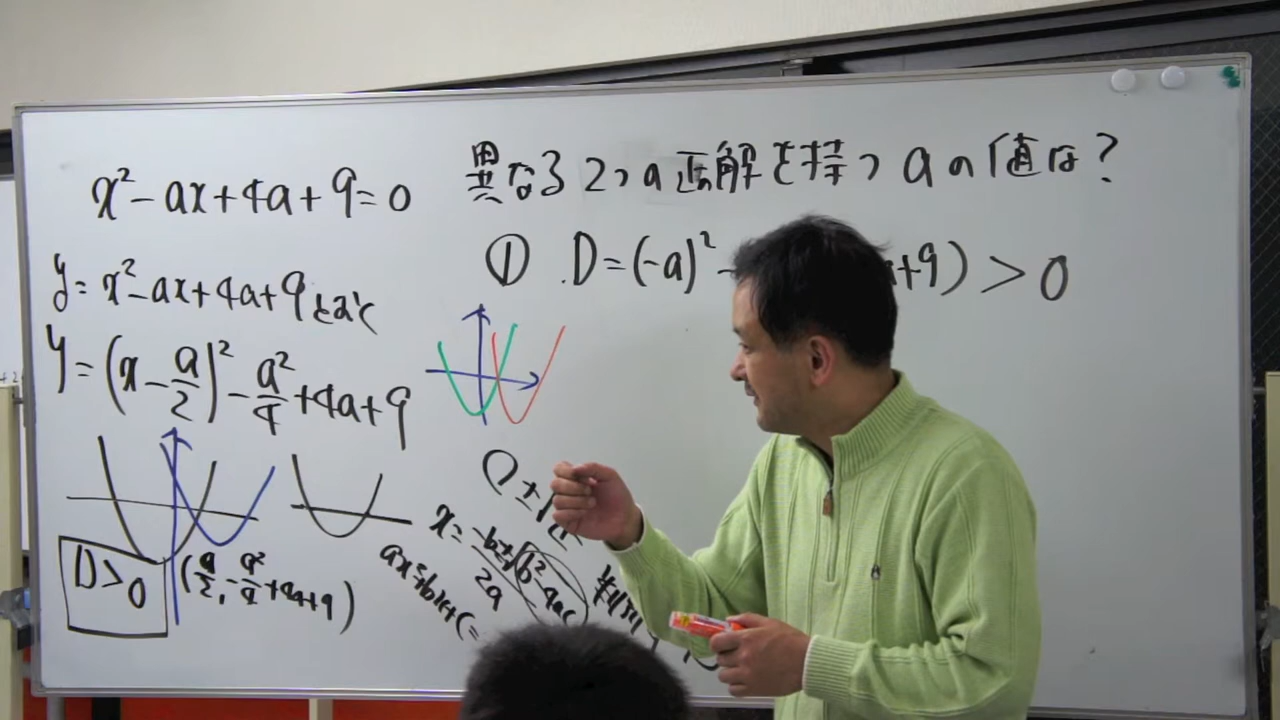 x²-ax+4a+9=0
異なる2つの正解を持つaの値は?
y=x²-ax+4a+9とおく
y=(x-a/2)²-a²/4+4a+9
① D=(-a)²- +9)>0
D>0
(a/2,-a²/4+4a+9)
x=-b±√b²-4ac/2a
ax²+bx+c=